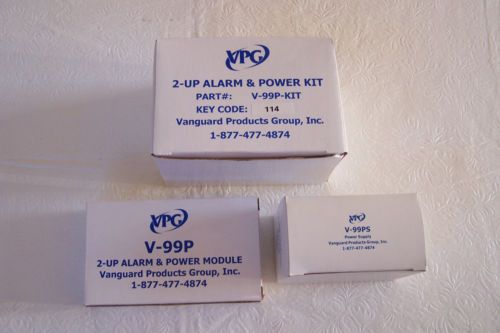 VPG
2-UP ALARM & POWER KIT
PART#: V-99P-KIT
KEY CODE: 114
Vanguard Products Group, Inc.
1-877-477-4874
VPG
V-99P
2-UP ALARM & POWER MODULE
Vanguard Products Group, Inc.
1-877-477-4874
VPG
V-99PS
Power Supply
Vanguard Products Group, Inc.
1-877-477-4874